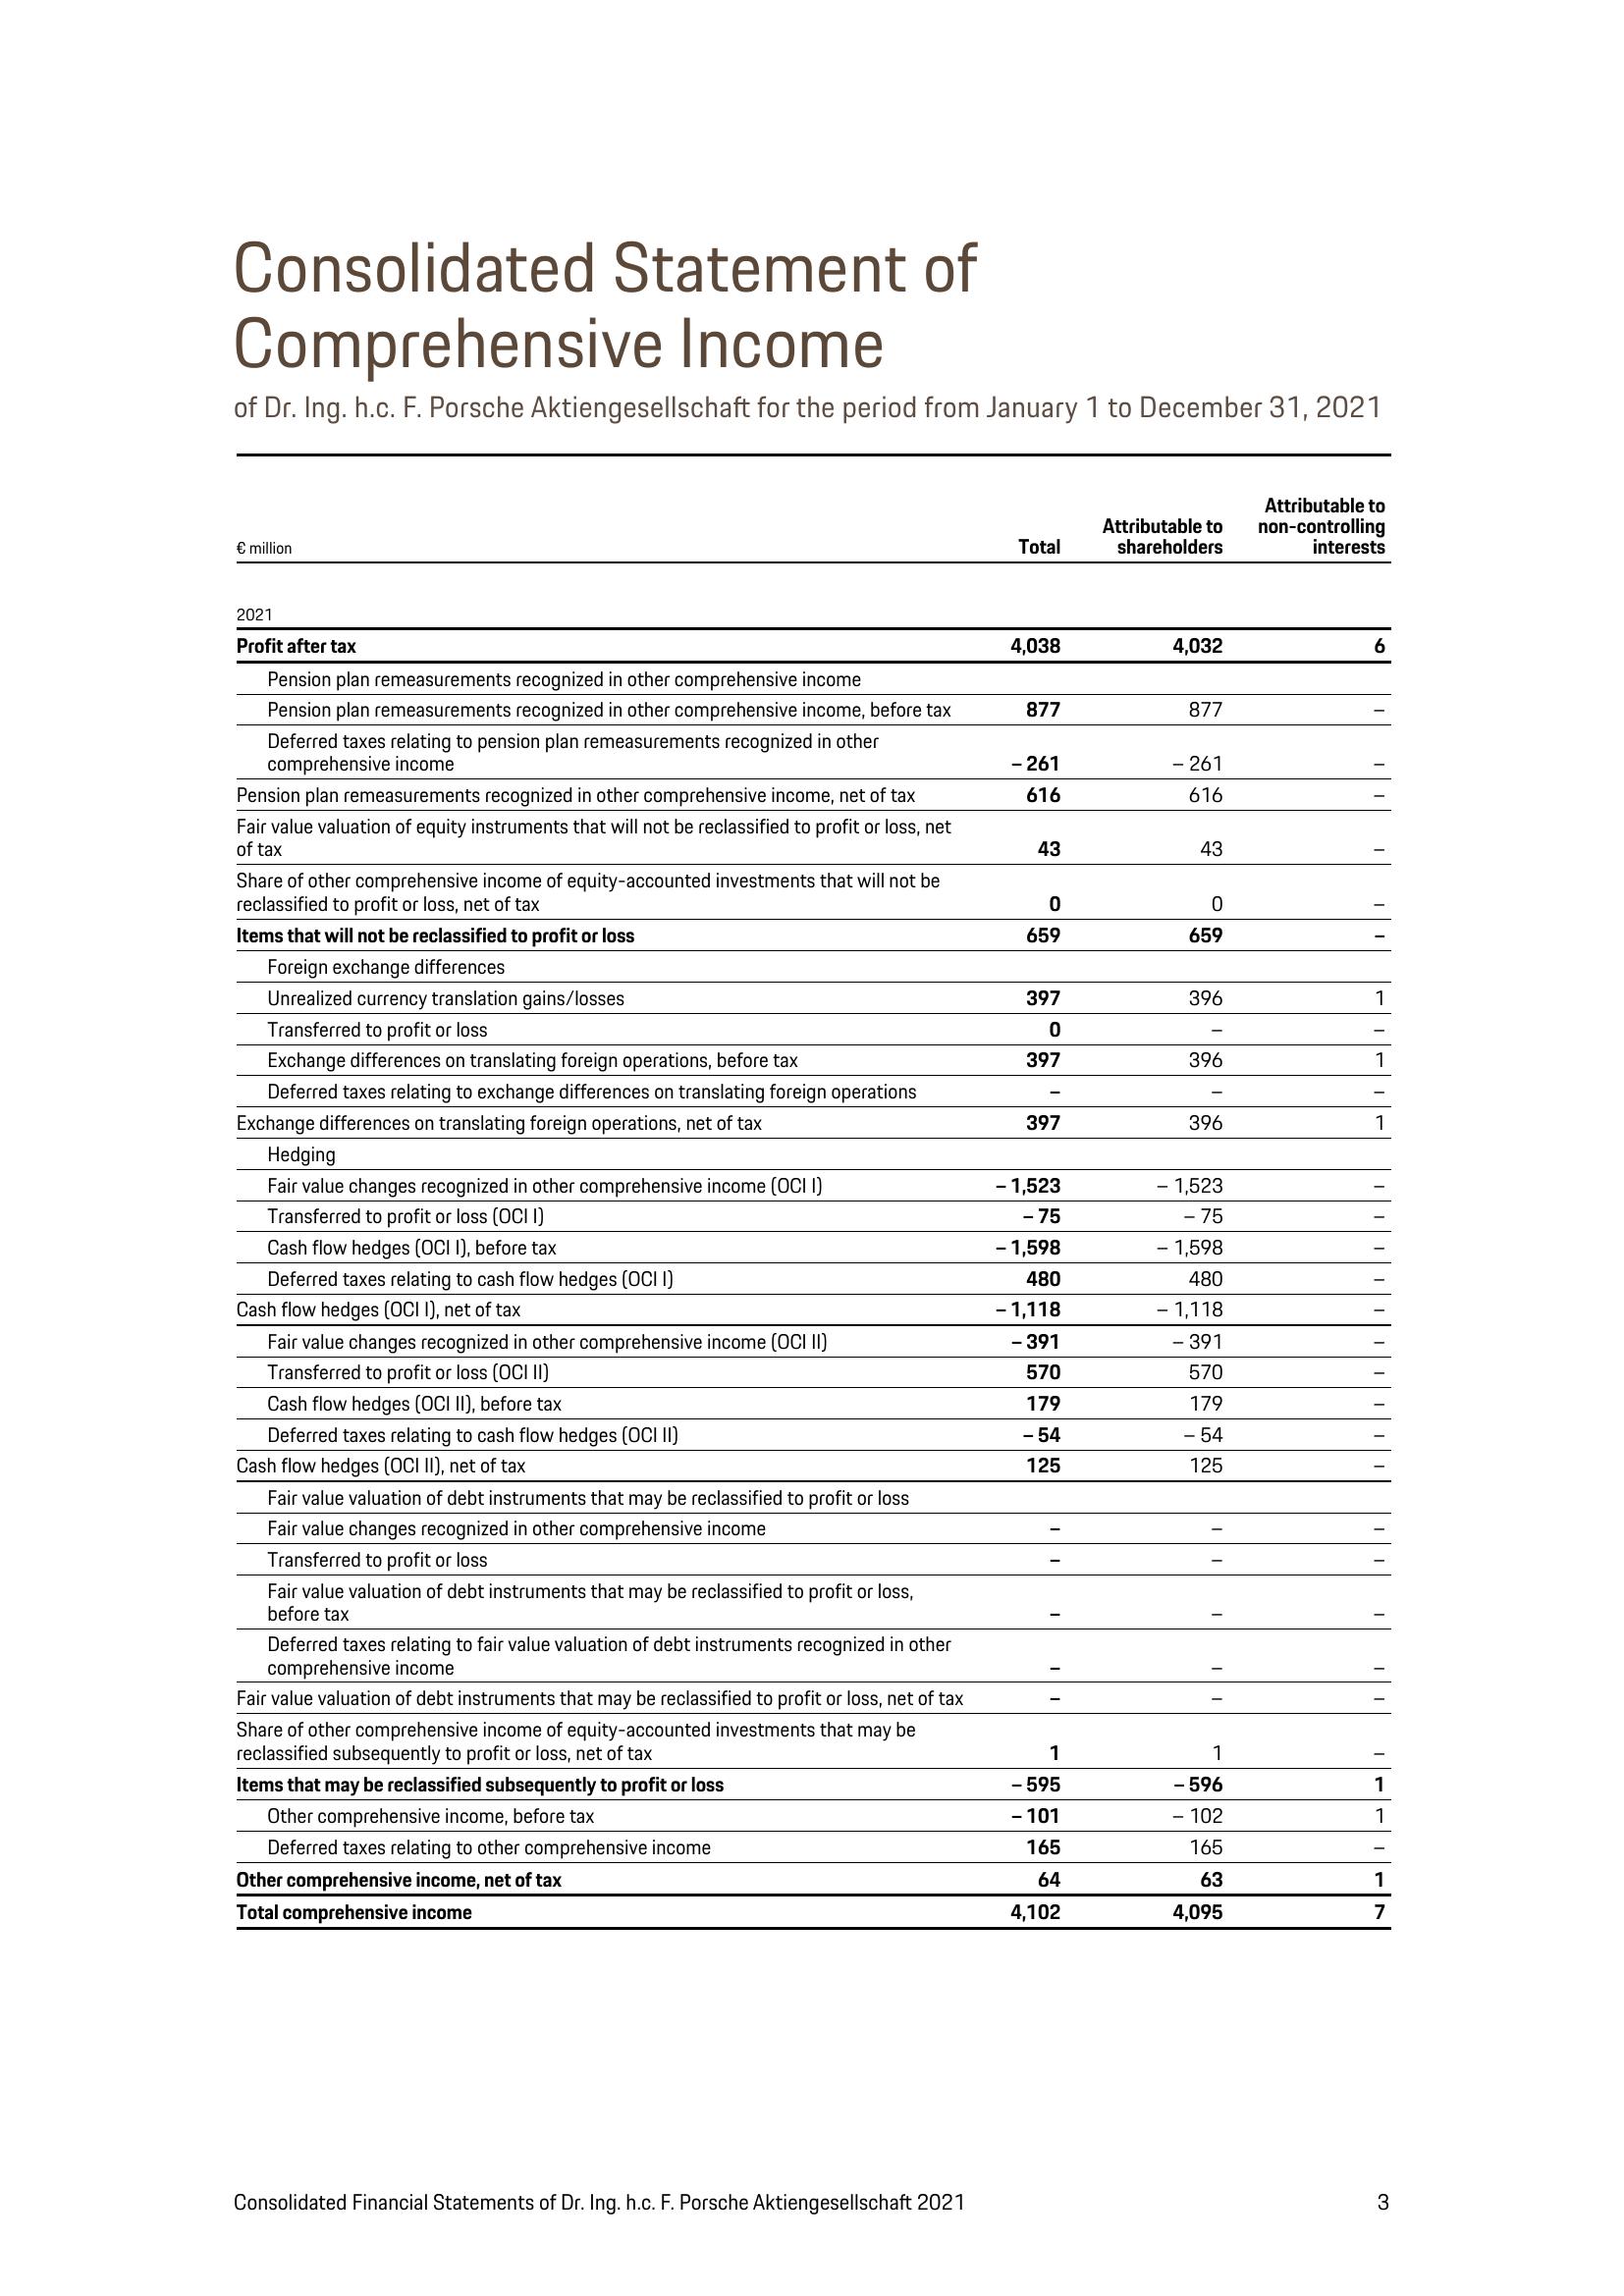 Consolidated Statement of
Comprehensive Income
of Dr. Ing. h.c. F. Porsche Aktiengesellschaft for the period from January 1 to December 31, 2021
€ million Total Attributable to shareholders Attributable to non-controlling interests
2021
Profit after tax 4,038 4,032 6
Pension plan remeasurements recognized in other comprehensive income
Pension plan remeasurements recognized in other comprehensive income, before tax 877 877 –
Deferred taxes relating to pension plan remeasurements recognized in other
comprehensive income – 261 – 261 –
Pension plan remeasurements recognized in other comprehensive income, net of tax 616 616 –
Fair value valuation of equity instruments that will not be reclassified to profit or loss, net
of tax 43 43 –
Share of other comprehensive income of equity-accounted investments that will not be
reclassified to profit or loss, net of tax 0 0 –
Items that will not be reclassified to profit or loss 659 659 –
Foreign exchange differences
Unrealized currency translation gains/losses 397 396 1
Transferred to profit or loss 0 – –
Exchange differences on translating foreign operations, before tax 397 396 1
Deferred taxes relating to exchange differences on translating foreign operations – – –
Exchange differences on translating foreign operations, net of tax 397 396 1
Hedging
Fair value changes recognized in other comprehensive income (OCI I) – 1,523 – 1,523 –
Transferred to profit or loss (OCI I) – 75 – 75 –
Cash flow hedges (OCI I), before tax – 1,598 – 1,598 –
Deferred taxes relating to cash flow hedges (OCI I) 480 480 –
Cash flow hedges (OCI I), net of tax – 1,118 – 1,118 –
Fair value changes recognized in other comprehensive income (OCI II) – 391 – 391 –
Transferred to profit or loss (OCI II) 570 570 –
Cash flow hedges (OCI II), before tax 179 179 –
Deferred taxes relating to cash flow hedges (OCI II) – 54 – 54 –
Cash flow hedges (OCI II), net of tax 125 125 –
Fair value valuation of debt instruments that may be reclassified to profit or loss
Fair value changes recognized in other comprehensive income – – –
Transferred to profit or loss – – –
Fair value valuation of debt instruments that may be reclassified to profit or loss,
before tax – – –
Deferred taxes relating to fair value valuation of debt instruments recognized in other
comprehensive income – – –
Fair value valuation of debt instruments that may be reclassified to profit or loss, net of tax – – –
Share of other comprehensive income of equity-accounted investments that may be
reclassified subsequently to profit or loss, net of tax 1 1 –
Items that may be reclassified subsequently to profit or loss – 595 – 596 1
Other comprehensive income, before tax – 101 – 102 1
Deferred taxes relating to other comprehensive income 165 165 –
Other comprehensive income, net of tax 64 63 1
Total comprehensive income 4,102 4,095 7
Consolidated Financial Statements of Dr. Ing. h.c. F. Porsche Aktiengesellschaft 2021 3